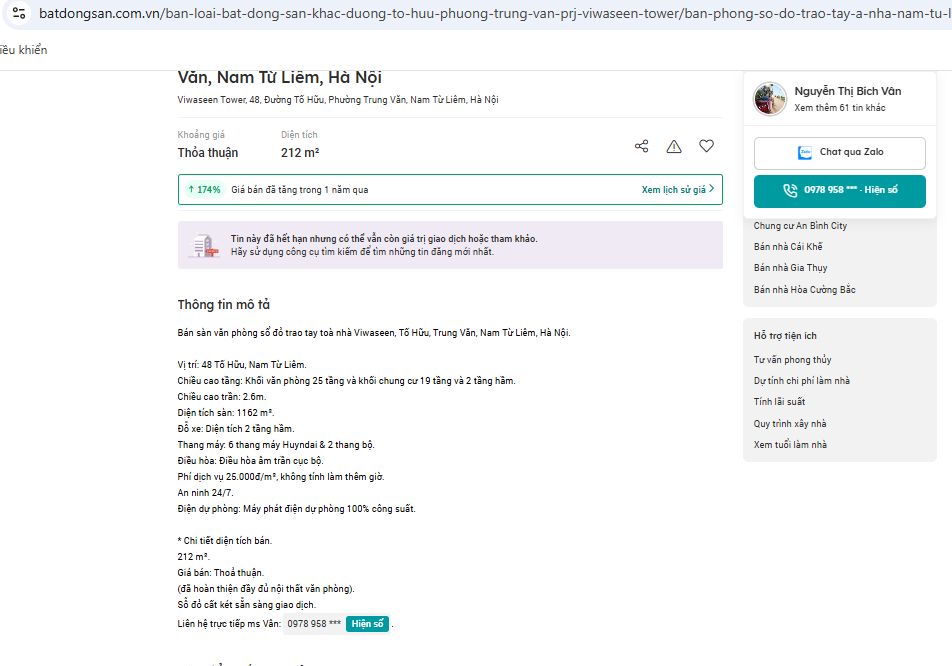 batdongsan.com.vn/ban-loai-bat-dong-san-khac-duong-to-huu-phuong-trung-van-prj-viwaseen-tower/ban-phong-so-do-trao-tay-a-nha-nam-tu-l
iều khiển
Văn, Nam Từ Liêm, Hà Nội
Viwaseen Tower, 48, Đường Tố Hữu, Phường Trung Văn, Nam Từ Liêm, Hà Nội
Khoảng giá
Diện tích
Thỏa thuận
212 m²
174%
Giá bán đã tăng trong 1 năm qua
Xem lịch sử giá
Tin này đã hết hạn nhưng có thể vẫn còn giá trị giao dịch hoặc tham khảo.
Hãy sử dụng công cụ tìm kiếm để tìm những tin đăng mới nhất.
Thông tin mô tả
Bán sàn văn phòng sổ đỏ trao tay toà nhà Viwaseen, Tố Hữu, Trung Văn, Nam Từ Liêm, Hà Nội.
Vị trí: 48 Tố Hữu, Nam Từ Liêm.
Chiều cao tầng: Khối văn phòng 25 tầng và khối chung cư 19 tầng và 2 tầng hầm.
Chiều cao trần: 2.6m.
Diện tích sàn: 1162 m².
Đỗ xe: Diện tích 2 tầng hầm.
Thang máy: 6 thang máy Huyndai & 2 thang bộ.
Điều hòa: Điều hòa âm trần cục bộ.
Phí dịch vụ 25.000đ/m², không tính làm thêm giờ.
An ninh 24/7.
Điện dự phòng: Máy phát điện dự phòng 100% công suất.
* Chi tiết diện tích bán.
212 m².
Giá bán: Thoả thuận.
(đã hoàn thiện đầy đủ nội thất văn phòng).
Sổ đỏ cất két sẵn sàng giao dịch.
Liên hệ trực tiếp ms Vân: 0978 958 *** Hiện số .
Nguyễn Thị Bích Vân
Xem thêm 61 tin khác
Zalo
Chat qua Zalo
0978 958 *** · Hiện số
Chung cư An Bình City
Bán nhà Cái Khế
Bán nhà Gia Thụy
Bán nhà Hòa Cường Bắc
Hỗ trợ tiện ích
Tư vấn phong thủy
Dự tính chi phí làm nhà
Tính lãi suất
Quy trình xây nhà
Xem tuổi làm nhà